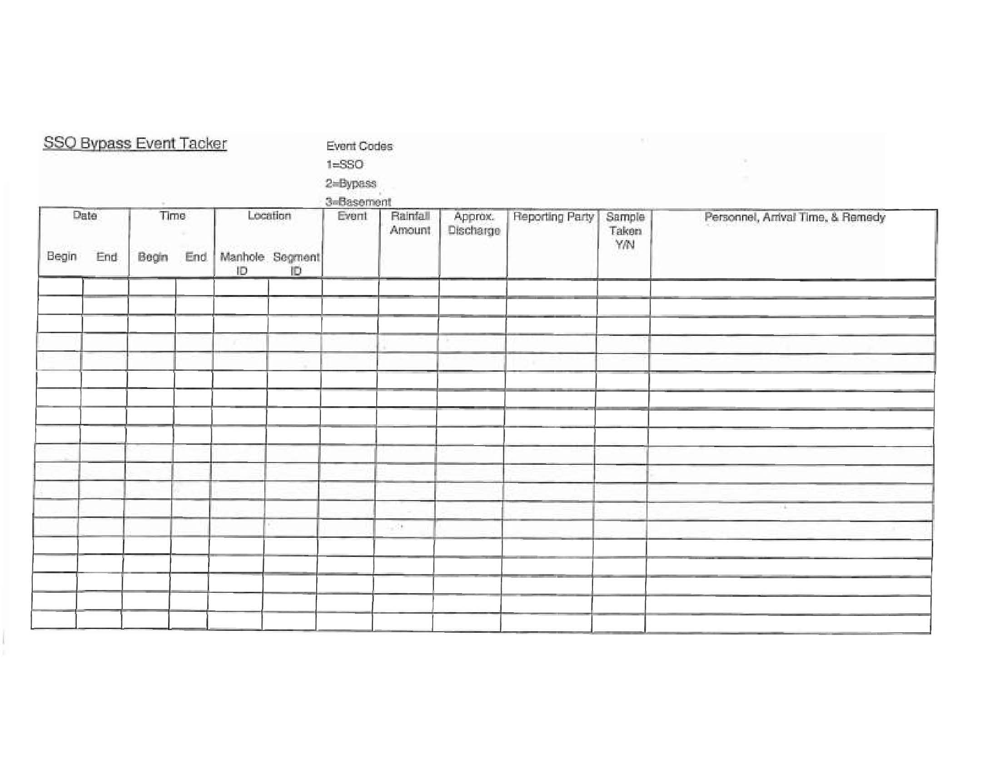 SSO Bypass Event Tacker
Event Codes
1=SSO
2=Bypass
3=Basement
Date Time Location Event Rainfall Approx. Reporting Party Sample Personnel, Arrival Time, & Remedy
Amount Discharge Taken
Y/N
Begin End Begin End Manhole Segment
ID ID